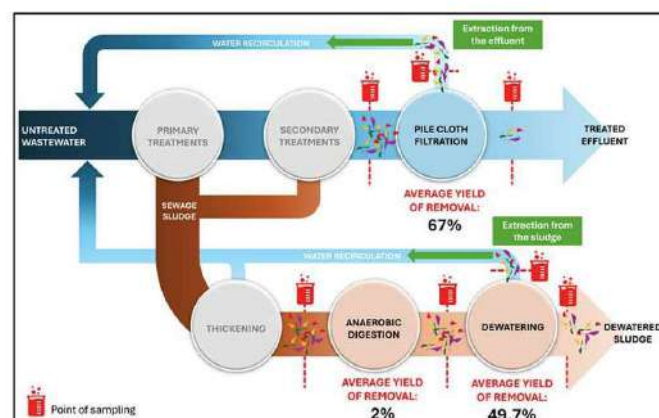 Extraction from
the effluent
WATER RECIRCULATION
UNTREATED
WASTEWATER
PRIMARY
TREATMENTS
SECONDARY
TREATMENTS
PILE CLOTH
FILTRATION
TREATED
EFFLUENT
SEWAGE
SLUDGE
AVERAGE YIELD
OF REMOVAL:
67%
Extraction from
the sludge
WATER RECIRCULATION
THICKENING
ANAEROBIC
DIGESTION
DEWATERING
DEWATERED
SLUDGE
AVERAGE YIELD
OF REMOVAL:
2%
AVERAGE YIELD
OF REMOVAL:
49.7%
Point of sampling